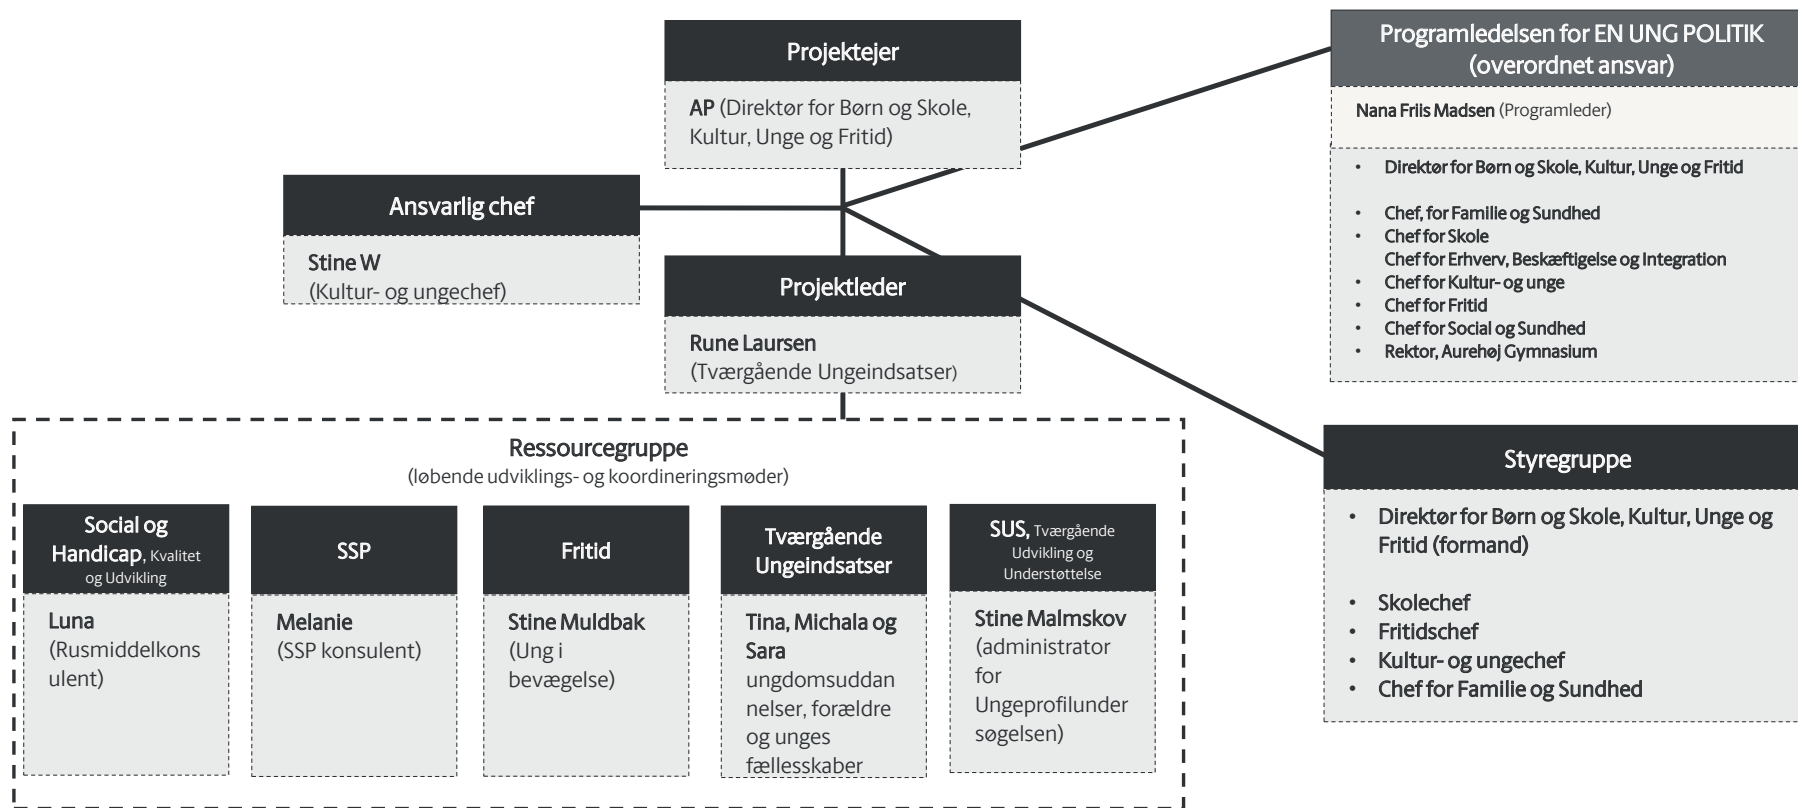 Projektejer
AP (Direktør for Børn og Skole,
Kultur, Unge og Fritid)
Programledelsen for EN UNG POLITIK
(overordnet ansvar)
Nana Friis Madsen (Programleder)
• Direktør for Børn og Skole, Kultur, Unge og Fritid
• Chef, for Familie og Sundhed
• Chef for Skole
Chef for Erhverv, Beskæftigelse og Integration
• Chef for Kultur- og unge
• Chef for Fritid
• Chef for Social og Sundhed
• Rektor, Aurehøj Gymnasium
Ansvarlig chef
Stine W
(Kultur- og ungechef)
Projektleder
Rune Laursen
(Tværgående Ungeindsatser)
Styregruppe
• Direktør for Børn og Skole, Kultur, Unge og
Fritid (formand)
• Skolechef
• Fritidschef
• Kultur- og ungechef
• Chef for Familie og Sundhed
Ressourcegruppe
(løbende udviklings- og koordineringsmøder)
Social og
Handicap, Kvalitet
og Udvikling
Luna
(Rusmiddelkons
ulent)
SSP
Melanie
(SSP konsulent)
Fritid
Stine Muldbak
(Ung i
bevægelse)
Tværgående
Ungeindsatser
Tina, Michala og
Sara
ungdomsuddan
nelser, forældre
og unges
fællesskaber
SUS, Tværgående
Udvikling og
Understøttelse
Stine Malmskov
(administrator
for
Ungeprofilunder
søgelsen)